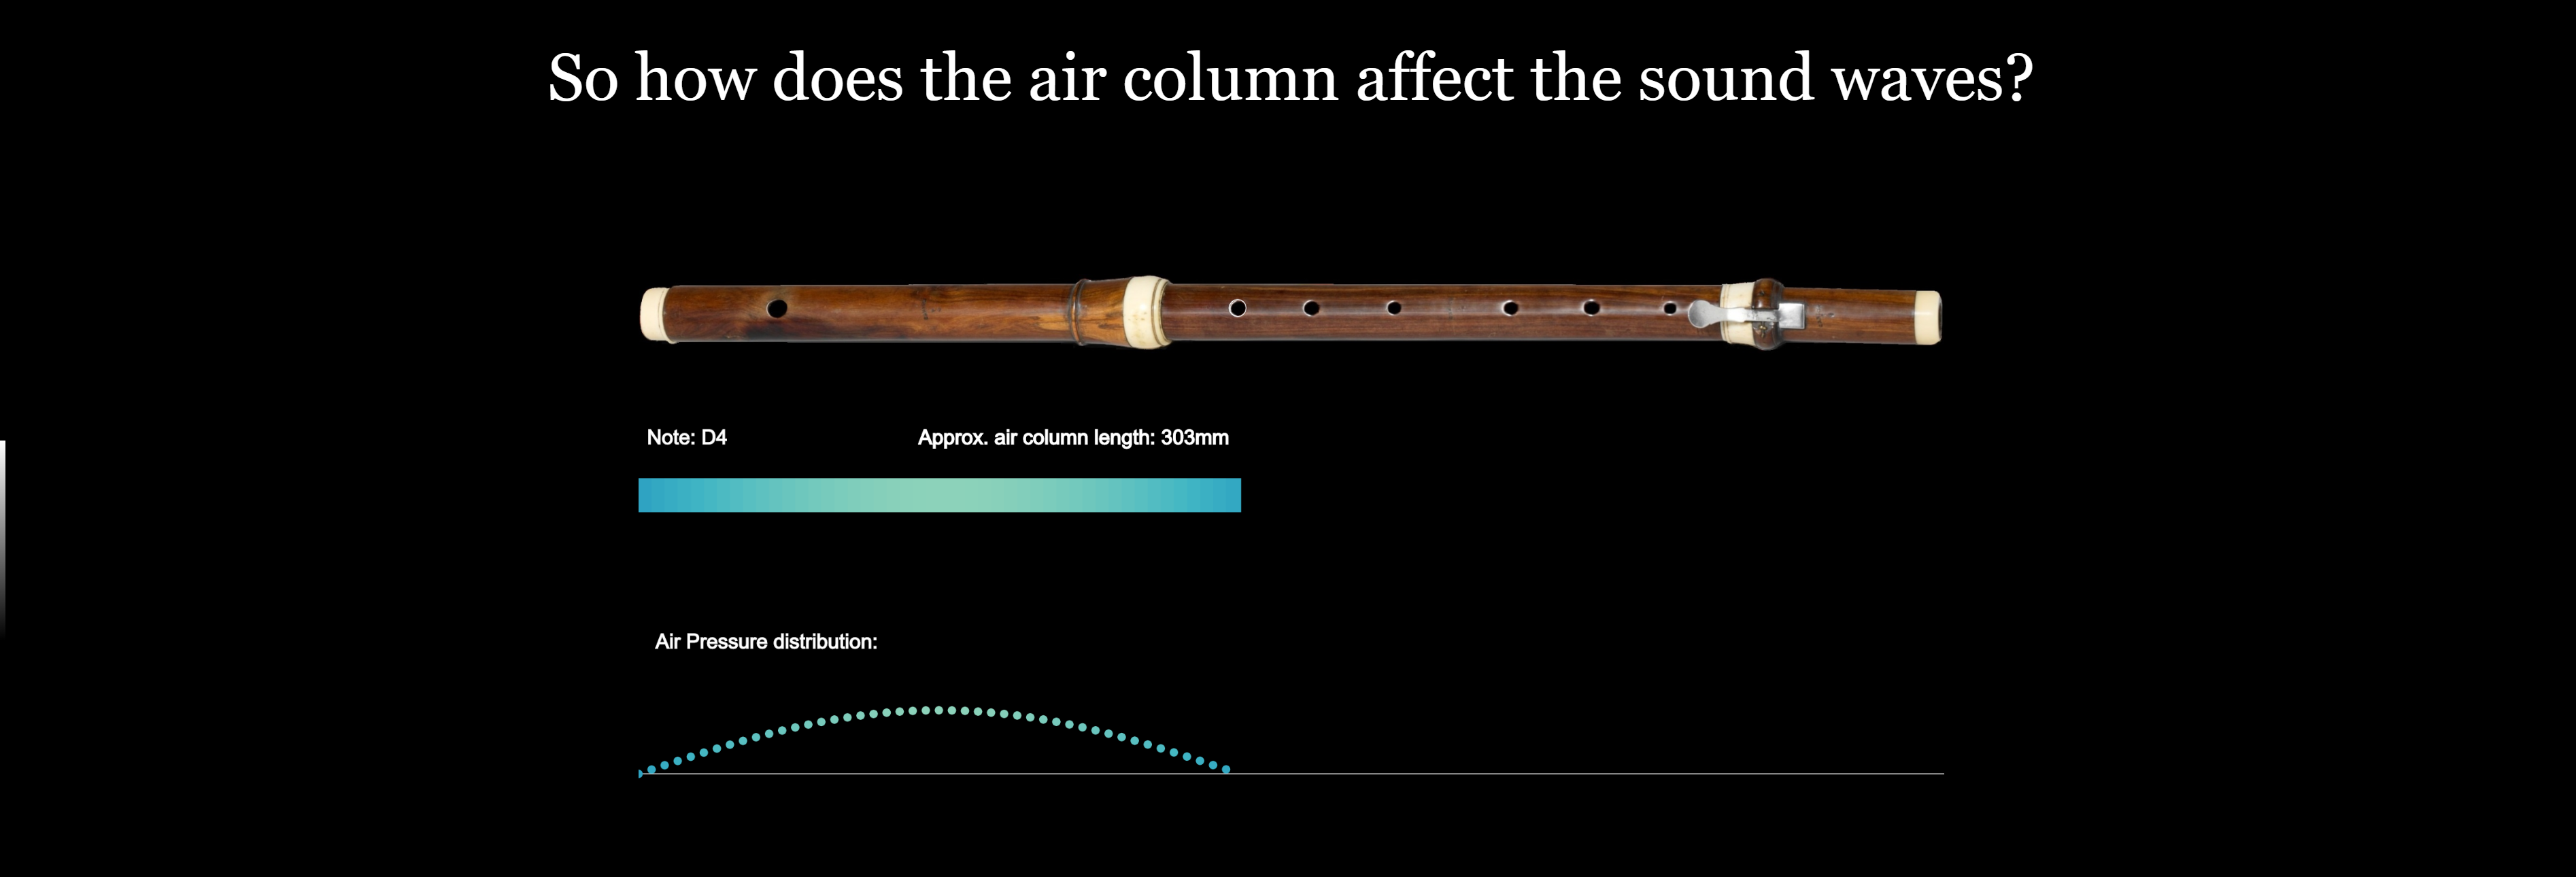 So how does the air column affect the sound waves?
Note: D4
Approx. air column length: 303mm
Air Pressure distribution: